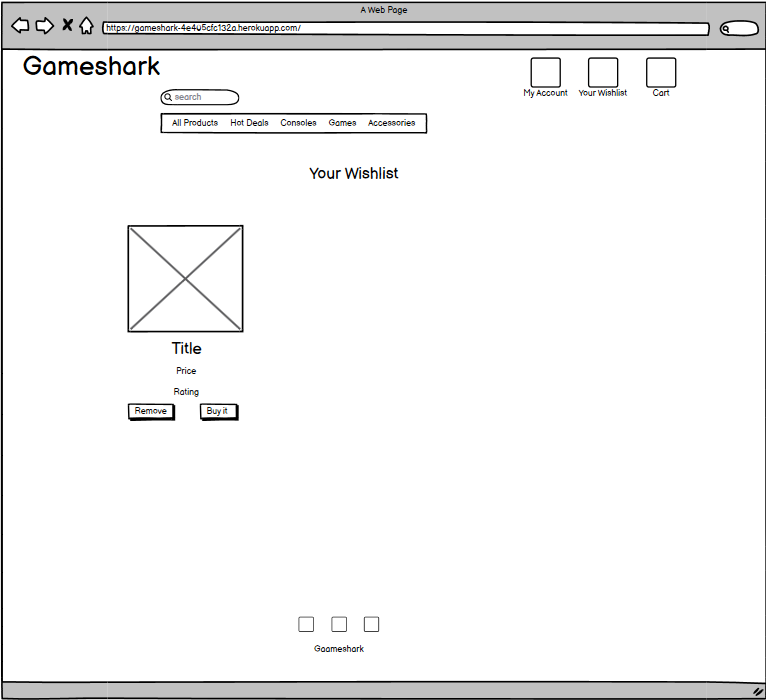 A Web Page
https://gameshark-4e405cfc132a.herokuapp.com/
Gameshark
My Account Your Wishlist Cart
search
All Products Hot Deals Consoles Games Accessories
Your Wishlist
Title
Price
Rating
Remove Buy it
Gaameshark